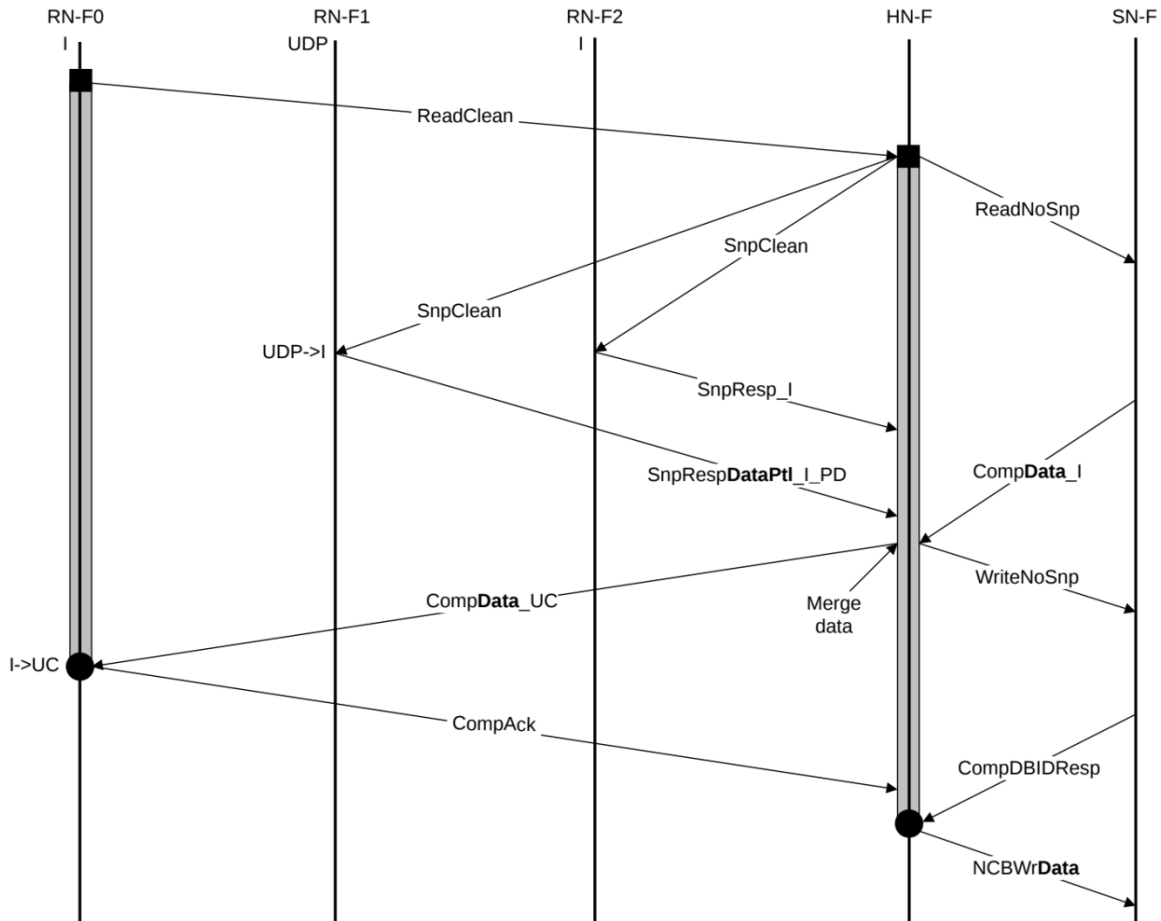 RN-F0 RN-F1 RN-F2 HN-F SN-F
I UDP I
ReadClean
ReadNoSnp
SnpClean
SnpClean
UDP->I
SnpResp_I
CompData_I
SnpRespDataPtl_I_PD
WriteNoSnp
CompData_UC
Merge
data
I->UC
CompAck
CompDBIDResp
NCBWrData